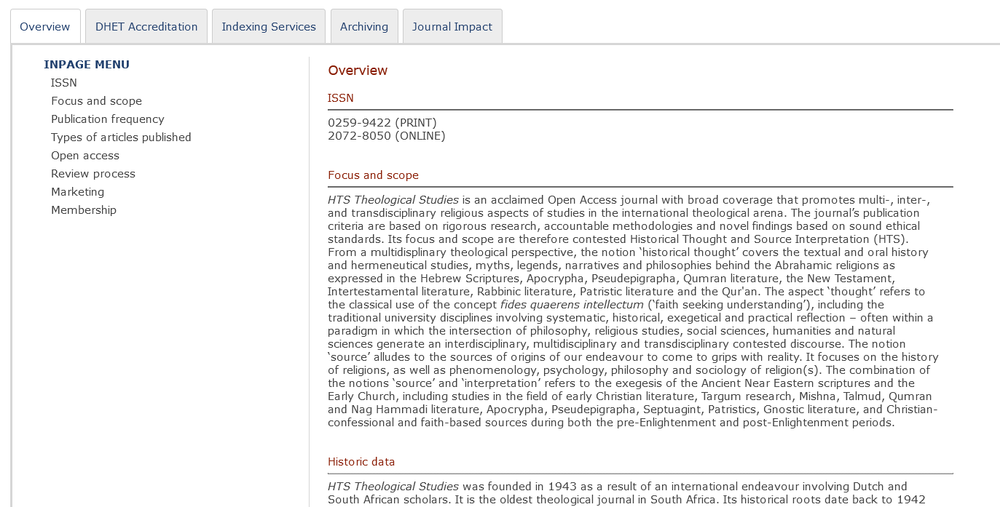 Overview
DHET Accreditation
Indexing Services
Archiving
Journal Impact
INPAGE MENU
ISSN
Focus and scope
Publication frequency
Types of articles published
Open access
Review process
Marketing
Membership
Overview
ISSN
0259-9422 (PRINT)
2072-8050 (ONLINE)
Focus and scope
HTS Theological Studies is an acclaimed Open Access journal with broad coverage that promotes multi-, inter-,
and transdisciplinary religious aspects of studies in the international theological arena. The journal’s publication
criteria are based on rigorous research, accountable methodologies and novel findings based on sound ethical
standards. Its focus and scope are therefore contested Historical Thought and Source Interpretation (HTS).
From a multidisplinary theological perspective, the notion ‘historical thought’ covers the textual and oral history
and hermeneutical studies, myths, legends, narratives and philosophies behind the Abrahamic religions as
expressed in the Hebrew Scriptures, Apocrypha, Pseudepigrapha, Qumran literature, the New Testament,
Intertestamental literature, Rabbinic literature, Patristic literature and the Qur'an. The aspect ‘thought’ refers to
the classical use of the concept fides quaerens intellectum (‘faith seeking understanding’), including the
traditional university disciplines involving systematic, historical, exegetical and practical reflection – often within a
paradigm in which the intersection of philosophy, religious studies, social sciences, humanities and natural
sciences generate an interdisciplinary, multidisciplinary and transdisciplinary contested discourse. The notion
‘source’ alludes to the sources of origins of our endeavour to come to grips with reality. It focuses on the history
of religions, as well as phenomenology, psychology, philosophy and sociology of religion(s). The combination of
the notions ‘source’ and ‘interpretation’ refers to the exegesis of the Ancient Near Eastern scriptures and the
Early Church, including studies in the field of early Christian literature, Targum research, Mishna, Talmud, Qumran
and Nag Hammadi literature, Apocrypha, Pseudepigrapha, Septuagint, Patristics, Gnostic literature, and Christian-
confessional and faith-based sources during both the pre-Enlightenment and post-Enlightenment periods.
Historic data
HTS Theological Studies was founded in 1943 as a result of an international endeavour involving Dutch and
South African scholars. It is the oldest theological journal in South Africa. Its historical roots date back to 1942